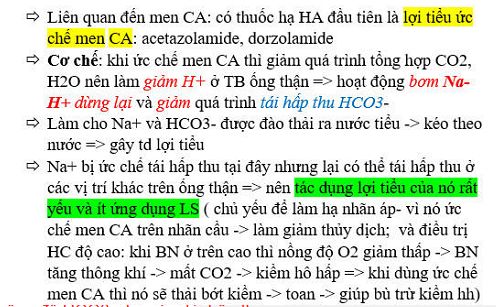 ⇨ Liên quan đến men CA: có thuốc hạ HA đầu tiên là lợi tiểu ức
chế men CA: acetazolamide, dorzolamide
⇨ Cơ chế: khi ức chế men CA thì giảm quá trình tổng hợp CO2,
H2O nên làm giảm H+ ở TB ống thận => hoạt động bơm Na-
H+ dừng lại và giảm quá trình tái hấp thu HCO3-
⇨ Làm cho Na+ và HCO3- được đào thải ra nước tiểu -> kéo theo
nước => gây td lợi tiểu
⇨ Na+ bị ức chế tái hấp thu tại đây nhưng lại có thể tái hấp thu ở
các vị trí khác trên ống thận => nên tác dụng lợi tiểu của nó rất
yếu và ít ứng dụng LS ( chủ yếu để làm hạ nhãn áp- vì nó ức
chế men CA trên nhãn cầu -> làm giảm thủy dịch;  và điều trị
HC độ cao: khi BN ở trên cao thì nồng độ O2 giảm thấp -> BN
tăng thông khí -> mất CO2 -> kiềm hô hấp => khi dùng ức chế
men CA thì nó sẽ thải bớt kiềm -> toan -> giúp bù trừ kiềm hh)